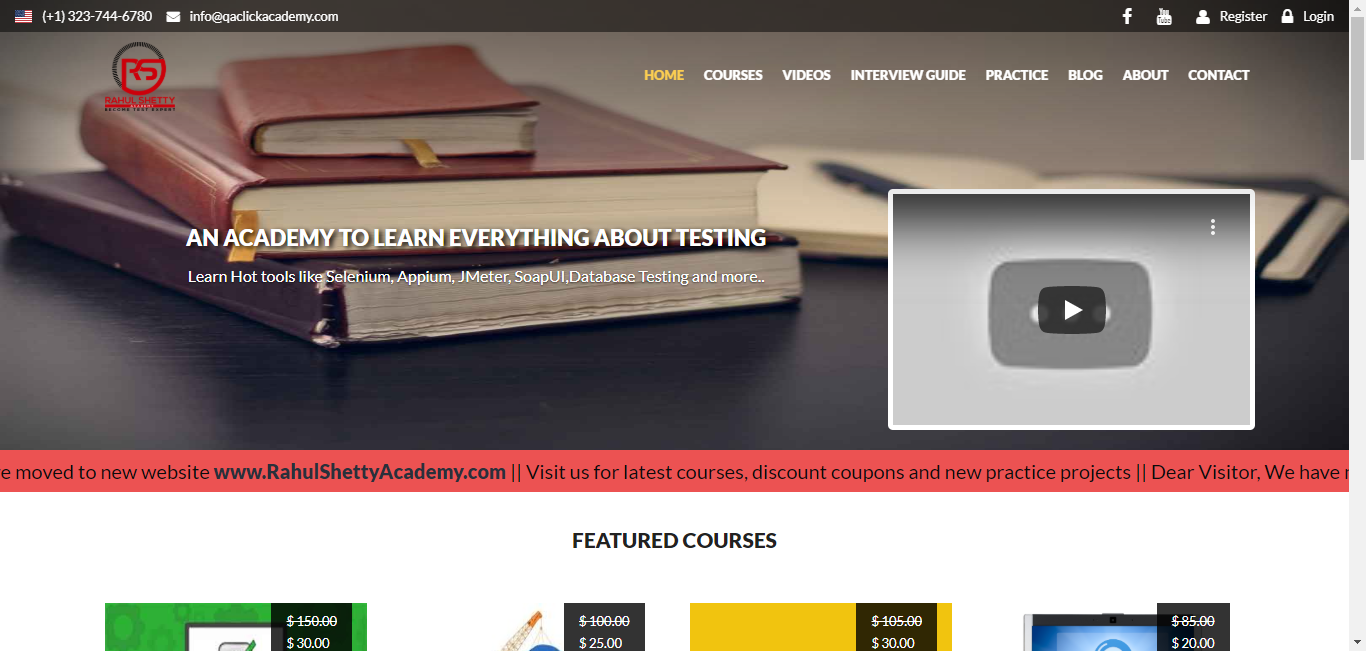 (+1) 323-744-6780 info@qaclickacademy.com Register Login
RS
RAHUL SHETTY
HOME COURSES VIDEOS INTERVIEW GUIDE PRACTICE BLOG ABOUT CONTACT
AN ACADEMY TO LEARN EVERYTHING ABOUT TESTING
Learn Hot tools like Selenium, Appium, JMeter, SoapUI,Database Testing and more..
e moved to new website www.RahulShettyAcademy.com || Visit us for latest courses, discount coupons and new practice projects || Dear Visitor, We have
FEATURED COURSES
$ 150.00 $ 100.00 $ 105.00 $ 85.00
$ 30.00 $ 25.00 $ 30.00 $ 20.00